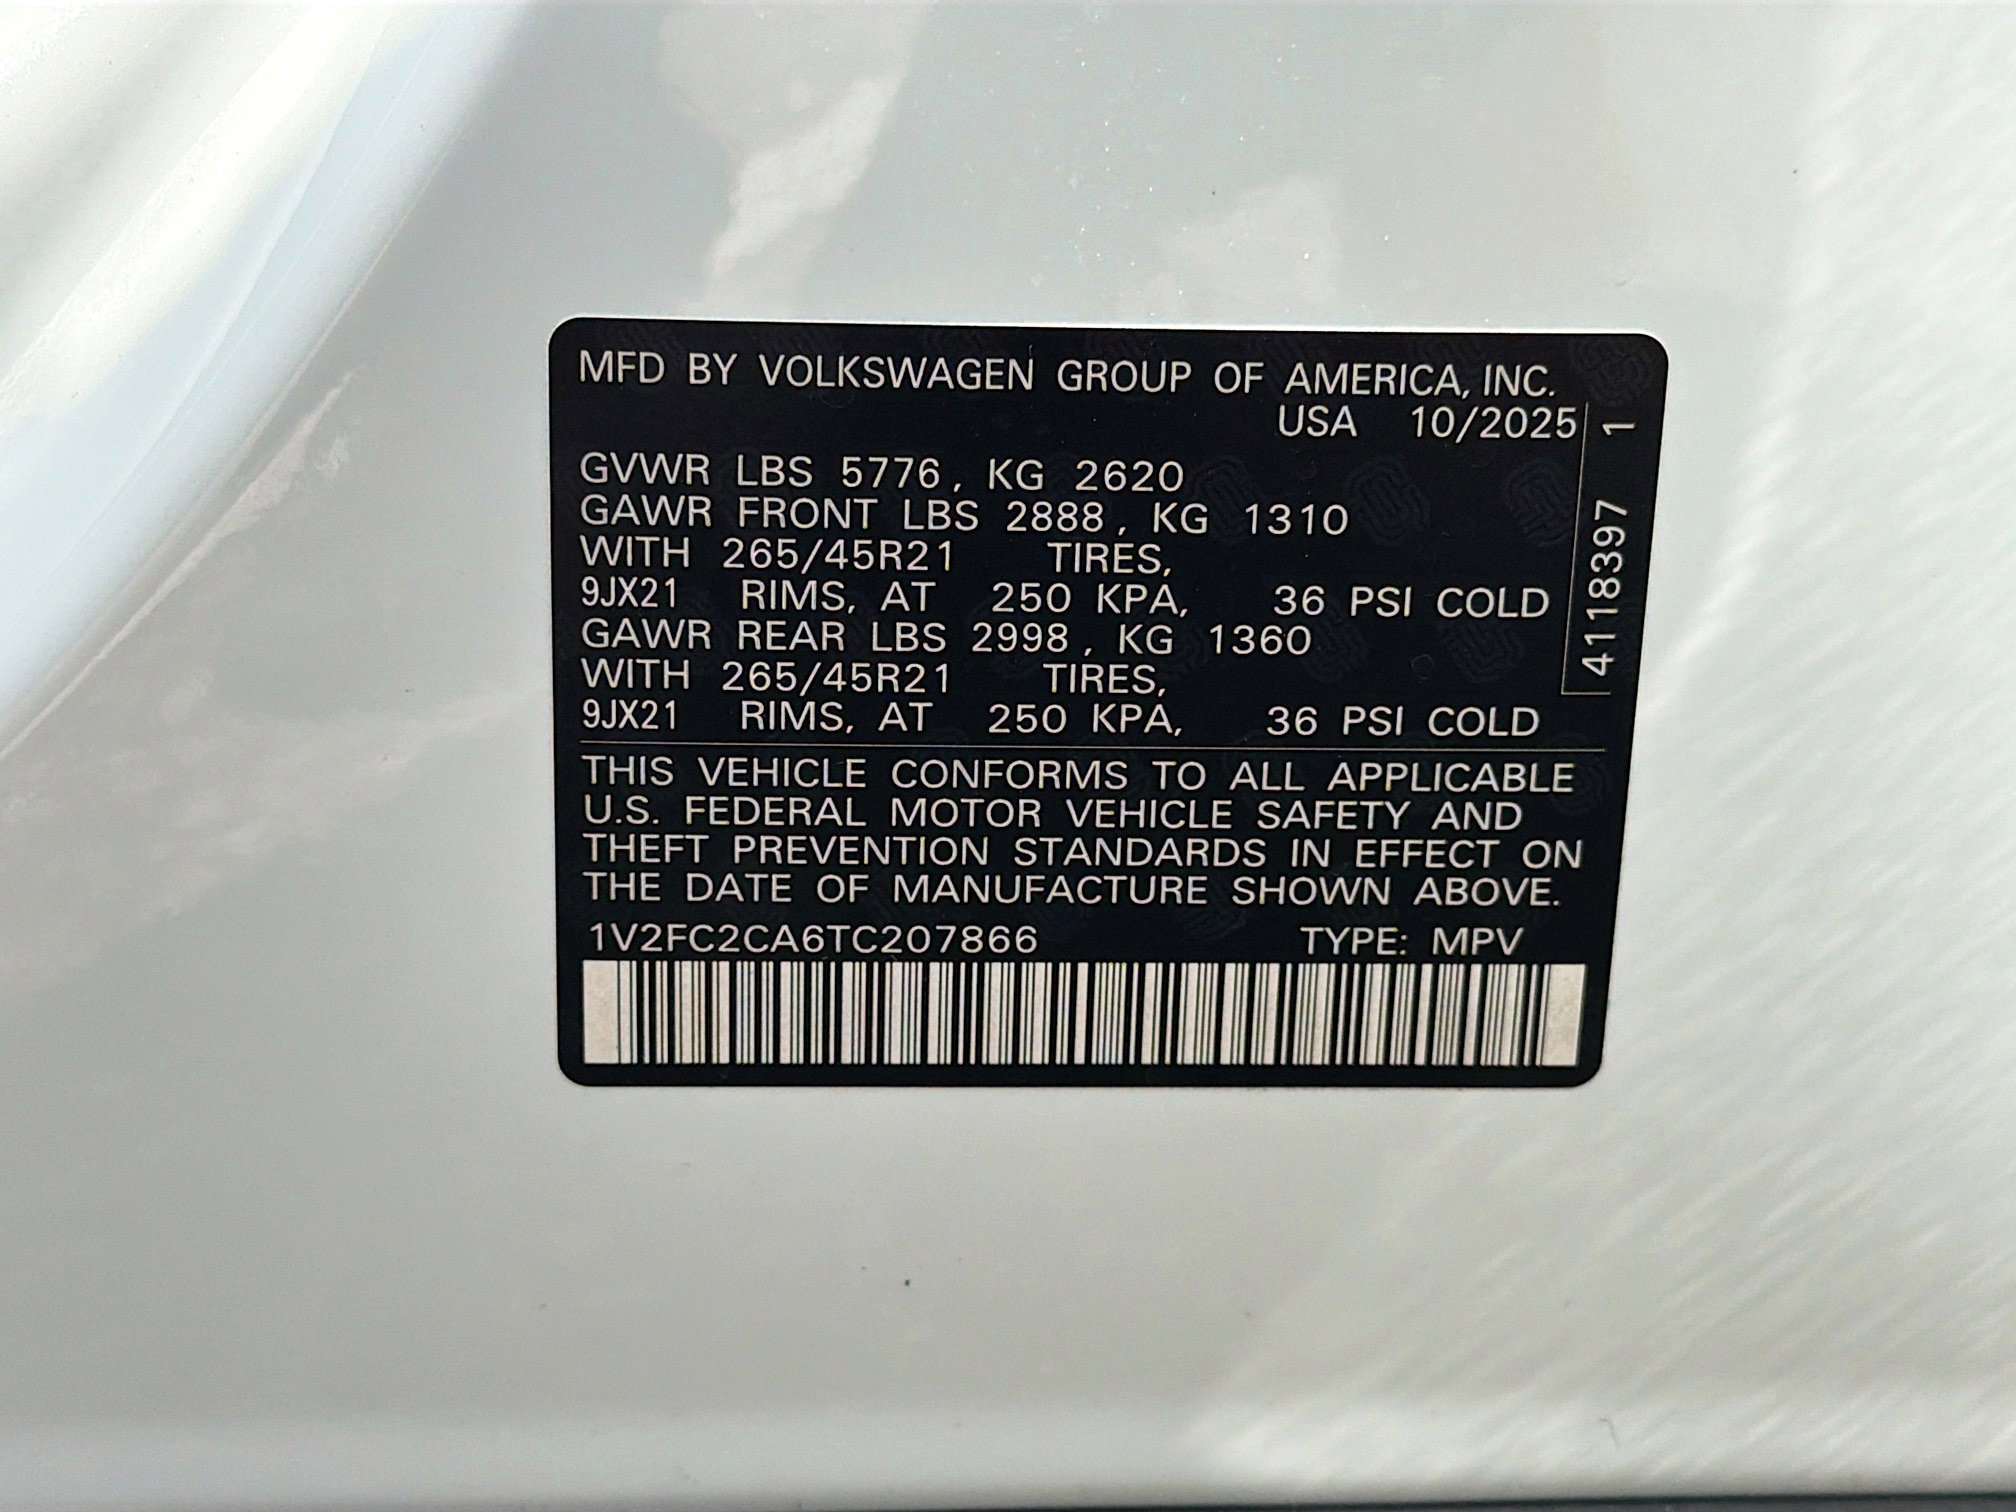 MFD BY VOLKSWAGEN GROUP OF AMERICA, INC.
USA 10/2025
GVWR LBS 5776, KG 2620
GAWR FRONT LBS 2888, KG 1310
WITH 265/45R21 TIRES,
9JX21 RIMS, AT 250 KPA, 36 PSI COLD
GAWR REAR LBS 2998, KG 1360
WITH 265/45R21 TIRES,
9JX21 RIMS, AT 250 KPA, 36 PSI COLD
4118397 1
THIS VEHICLE CONFORMS TO ALL APPLICABLE
U.S. FEDERAL MOTOR VEHICLE SAFETY AND
THEFT PREVENTION STANDARDS IN EFFECT ON
THE DATE OF MANUFACTURE SHOWN ABOVE.
1V2FC2CA6TC207866 TYPE: MPV